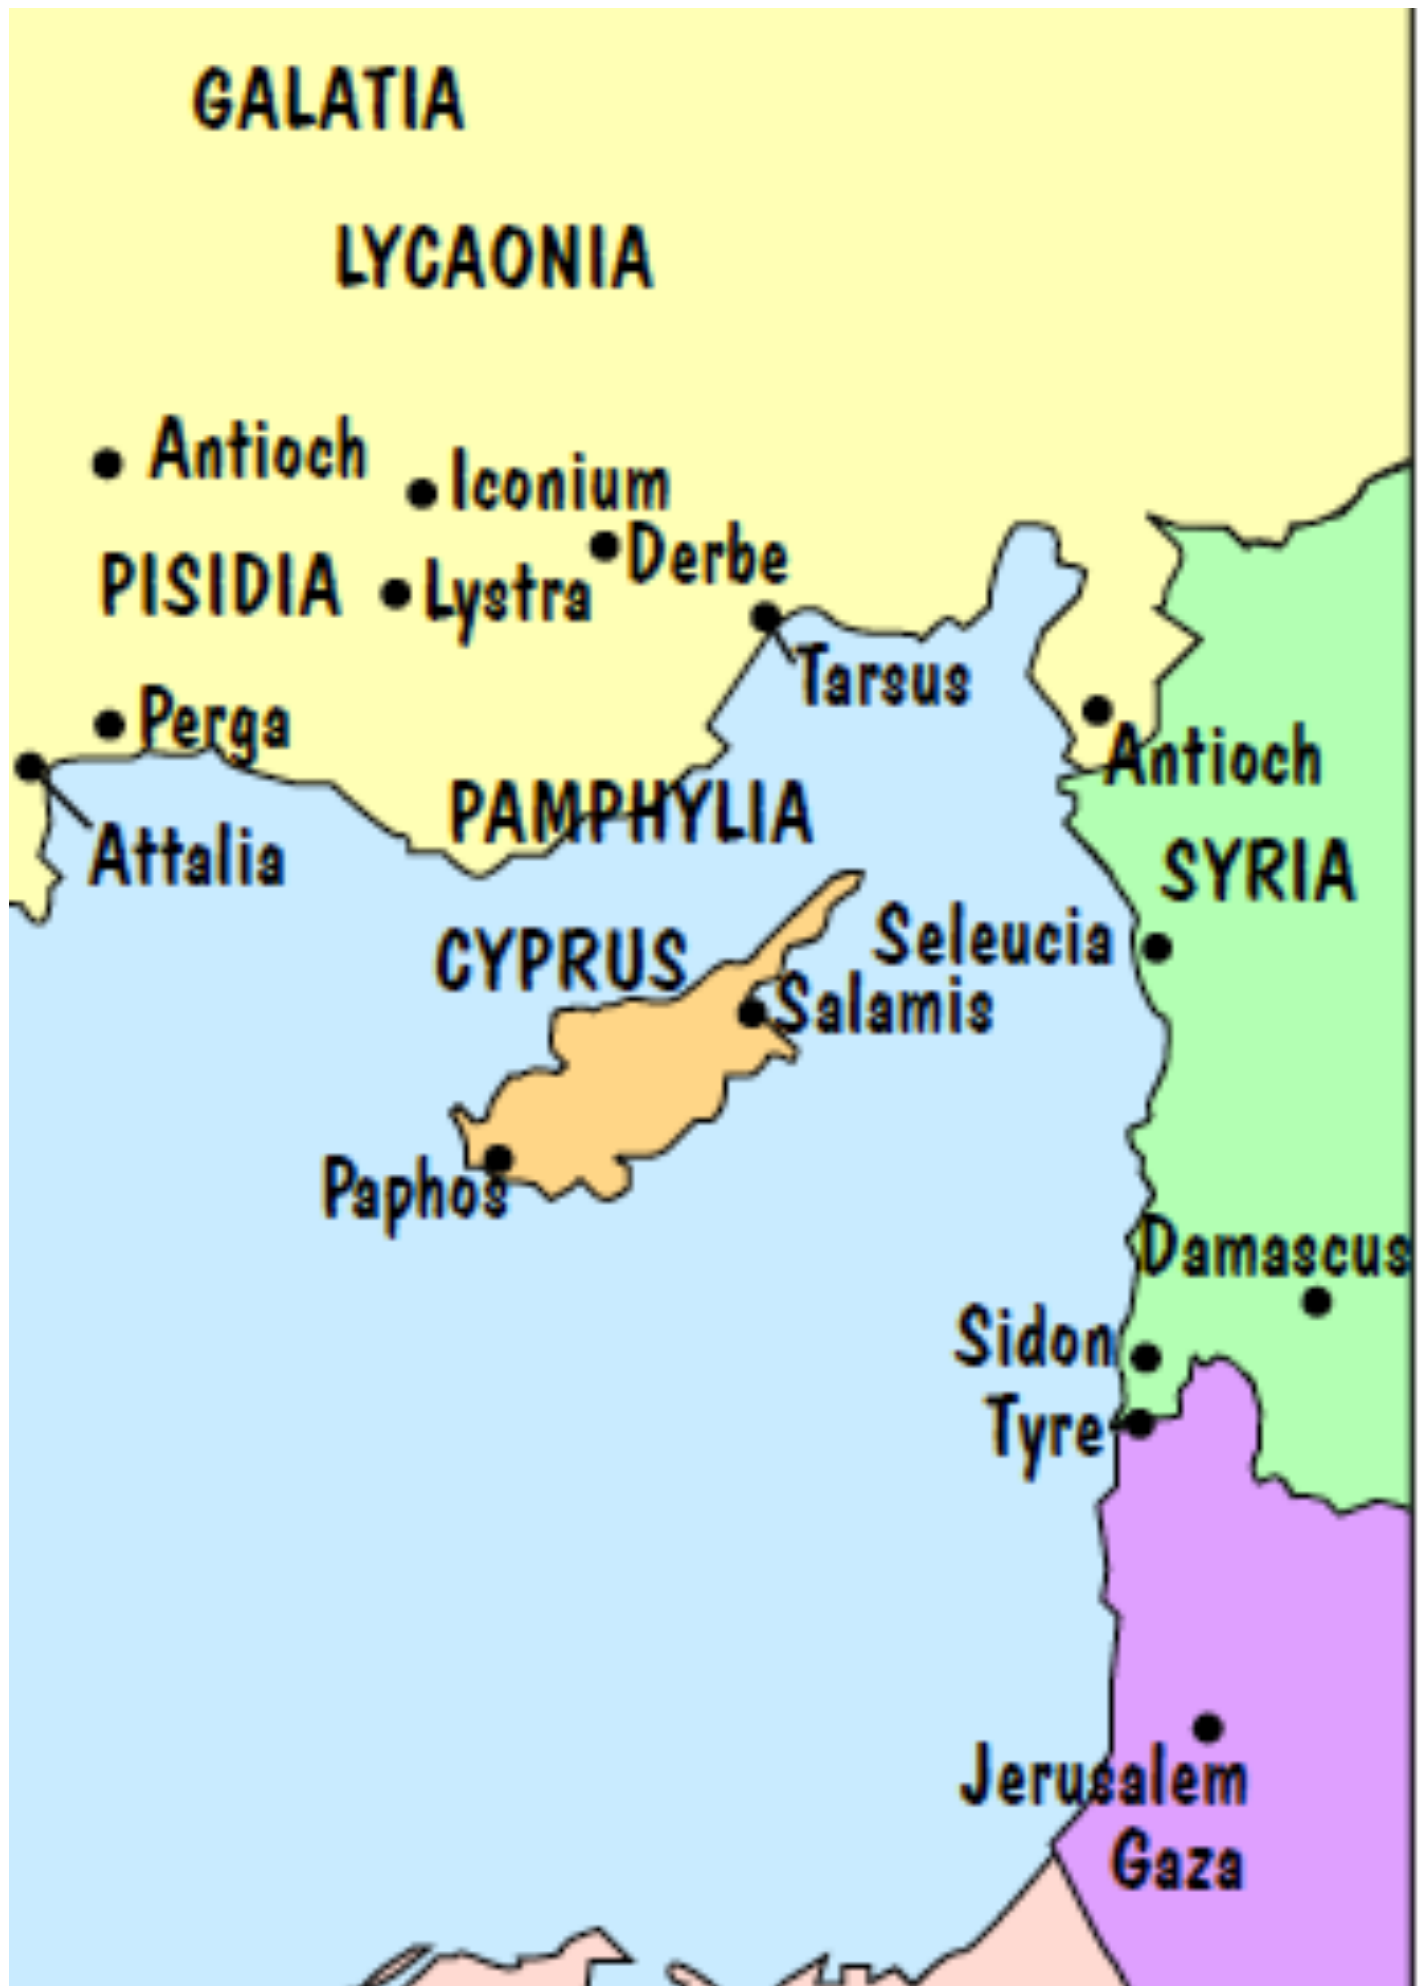 GALATIA
LYCAONIA
Antioch
Iconium
Derbe
PISIDIA
Lystra
Tarsus
Perga
Antioch
PAMPHYLIA
Attalia
SYRIA
CYPRUS
Seleucia
Salamis
Paphos
Damascus
Sidon
Tyre
Jerusalem
Gaza